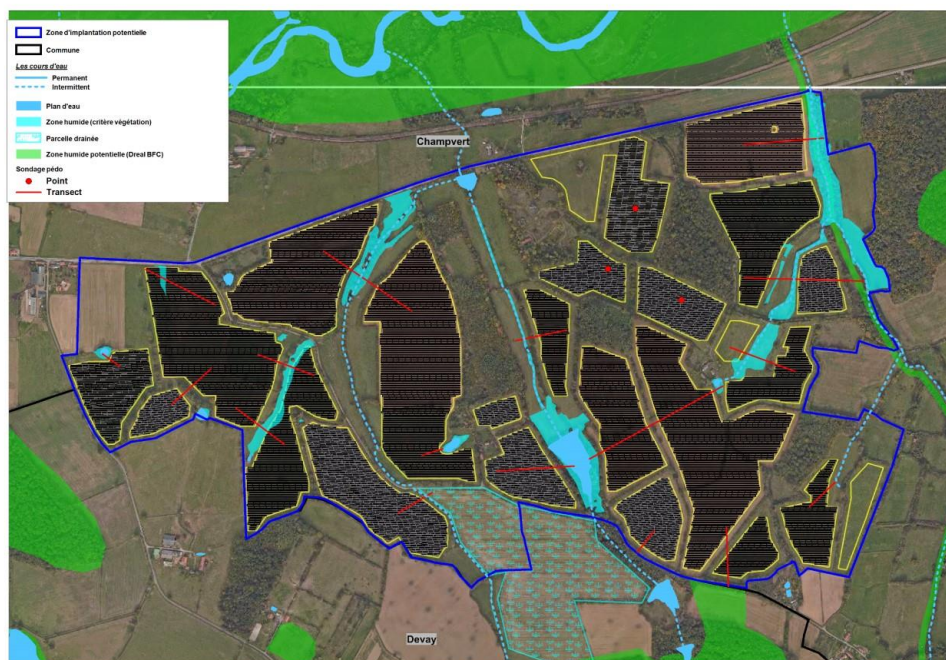 Zone d'implantation potentielle
Commune
Les cours d'eau
Permanent
Intermittent
Plan d'eau
Zone humide (critère végétation)
Parcelle drainée
Zone humide potentielle (Dreal BFC)
Sondage pédo
Point
Transect
Champvert
Devay